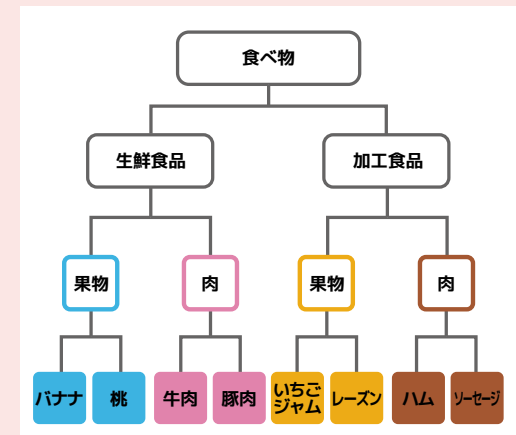 食べ物
生鮮食品
加工食品
果物
肉
果物
肉
バナナ
桃
牛肉
豚肉
いちご
ジャム
レーズン
ハム
ソーセージ